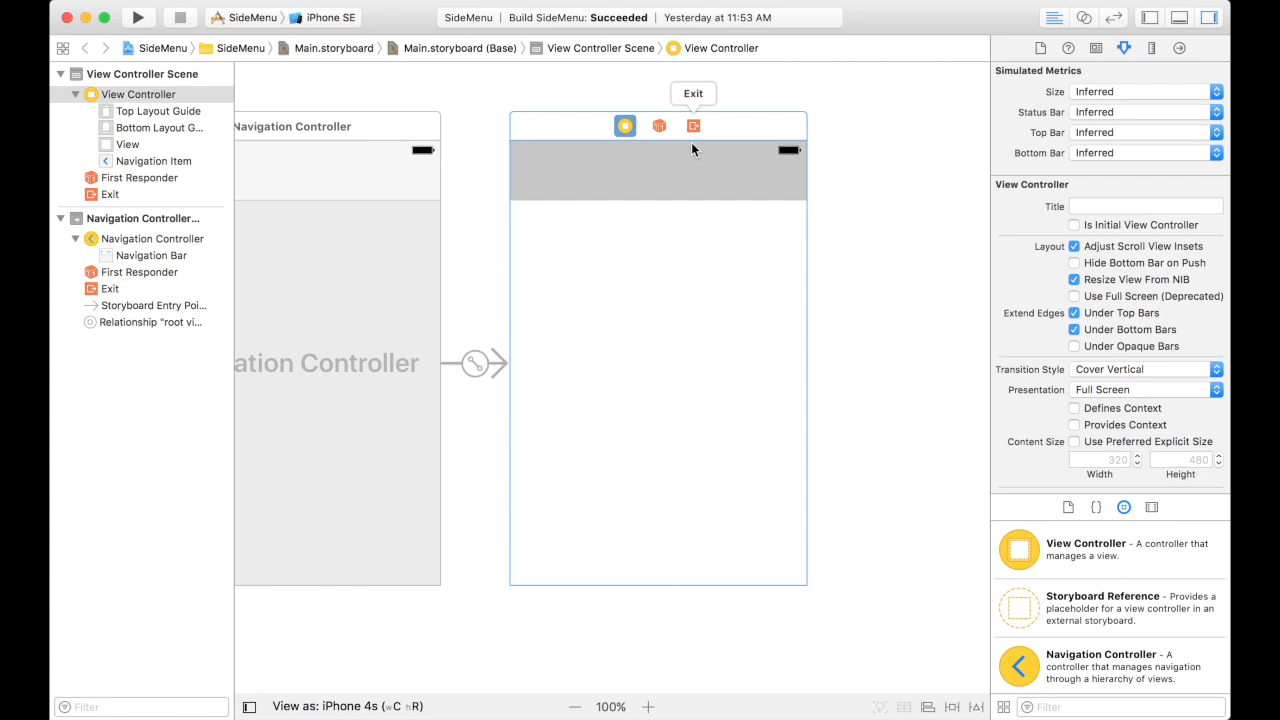 SideMenu
iPhone SE
SideMenu | Build SideMenu: Succeeded | Yesterday at 11:53 AM
SideMenu
SideMenu
Main.storyboard
Main.storyboard (Base)
View Controller Scene
View Controller
View Controller Scene
View Controller
Top Layout Guide
Bottom Layout G...
View
Navigation Item
First Responder
Exit
Navigation Controller...
Navigation Controller
Navigation Bar
First Responder
Exit
Storyboard Entry Poi...
Relationship "root vi...
Filter
Navigation Controller
ation Controller
Exit
View as: iPhone 4s (wC hR)
100%
Simulated Metrics
Size Inferred
Status Bar Inferred
Top Bar Inferred
Bottom Bar Inferred
View Controller
Title
Is Initial View Controller
Layout Adjust Scroll View Insets
Hide Bottom Bar on Push
Resize View From NIB
Use Full Screen (Deprecated)
Extend Edges Under Top Bars
Under Bottom Bars
Under Opaque Bars
Transition Style Cover Vertical
Presentation Full Screen
Defines Context
Provides Context
Content Size Use Preferred Explicit Size
320 480
Width Height
View Controller - A controller that
manages a view.
Storyboard Reference - Provides a
placeholder for a view controller in an
external storyboard.
Navigation Controller - A
controller that manages navigation
through a hierarchy of views.
Filter